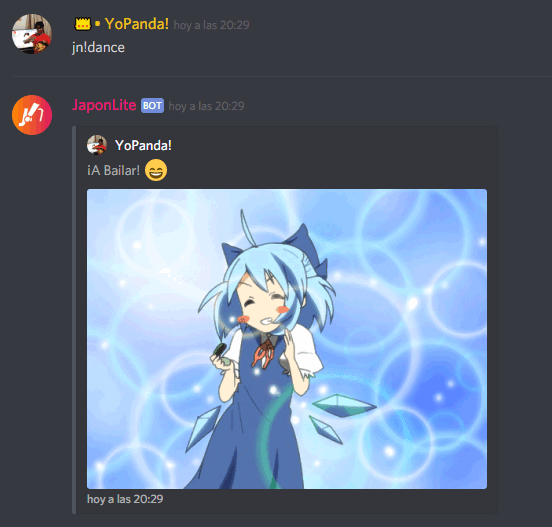 • YoPanda! hoy a las 20:29
jn!dance
JaponLite BOT hoy a las 20:29
YoPanda!
¡A Bailar! 😄
hoy a las 20:29